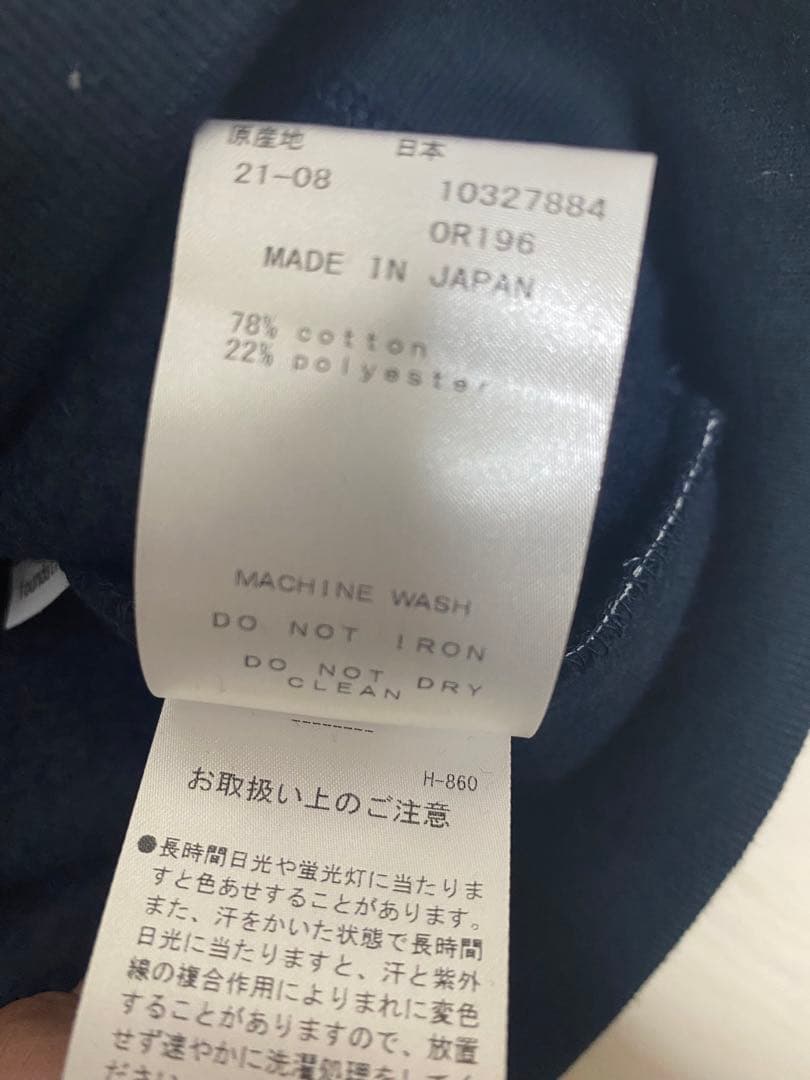 原産地 日本
21-08 10327884
0R196
MADE IN JAPAN
78% cotton
22% polyester
MACHINE WASH
DO NOT IRON
DO NOT DRY
CLEAN
H-860
お取扱い上のご注意
●長時間日光や蛍光灯に当たりま
すと色あせすることがあります。
また、汗をかいた状態で長時間
日光に当たりますと、汗と紫外
線の複合作用によりまれに変色
することがありますので、放置
せず速やかに洗濯処理をしてく
ださい